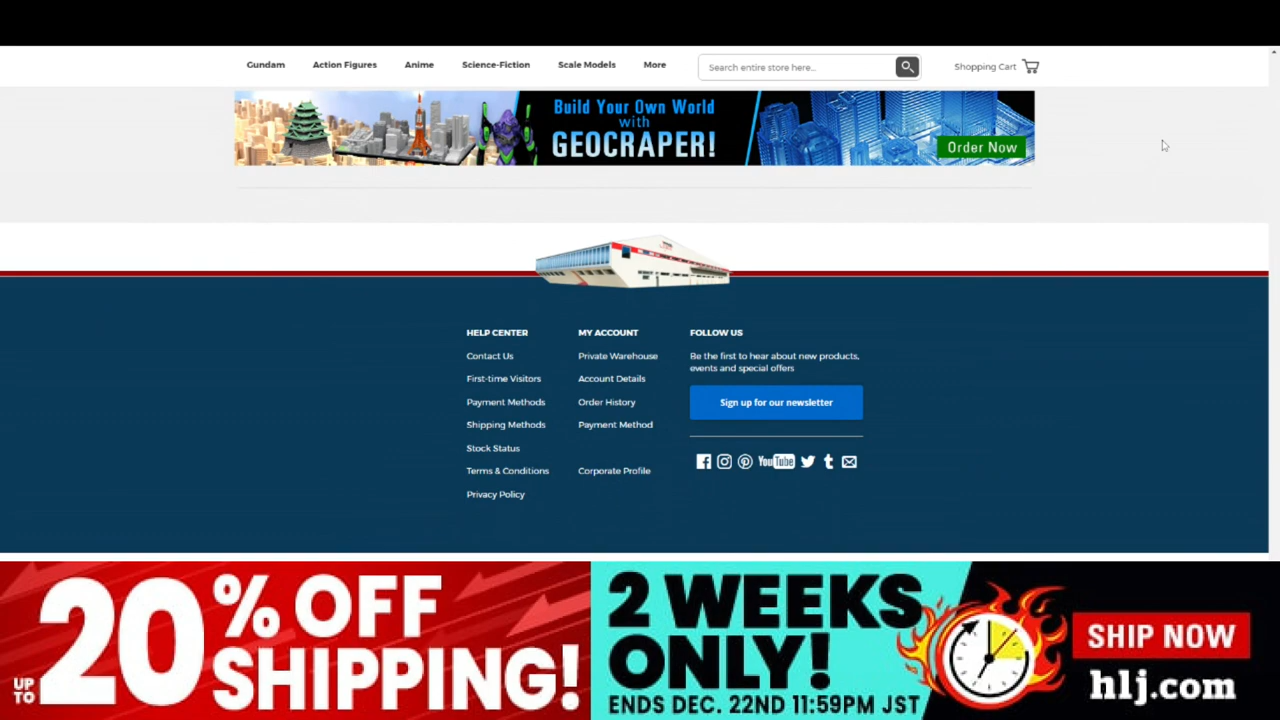 Gundam
Action Figures
Anime
Science-Fiction
Scale Models
More
Search entire store here...
Shopping Cart
Build Your Own World
with
GEOCRAPER!
Order Now
HELP CENTER
Contact Us
First-time Visitors
Payment Methods
Shipping Methods
Stock Status
Terms & Conditions
Privacy Policy
MY ACCOUNT
Private Warehouse
Account Details
Order History
Payment Method
Corporate Profile
FOLLOW US
Be the first to hear about new products,
events and special offers
Sign up for our newsletter
You Tube
UP TO
20% OFF
SHIPPING!
2 WEEKS
ONLY!
ENDS DEC. 22ND 11:59PM JST
SHIP NOW
hlj.com